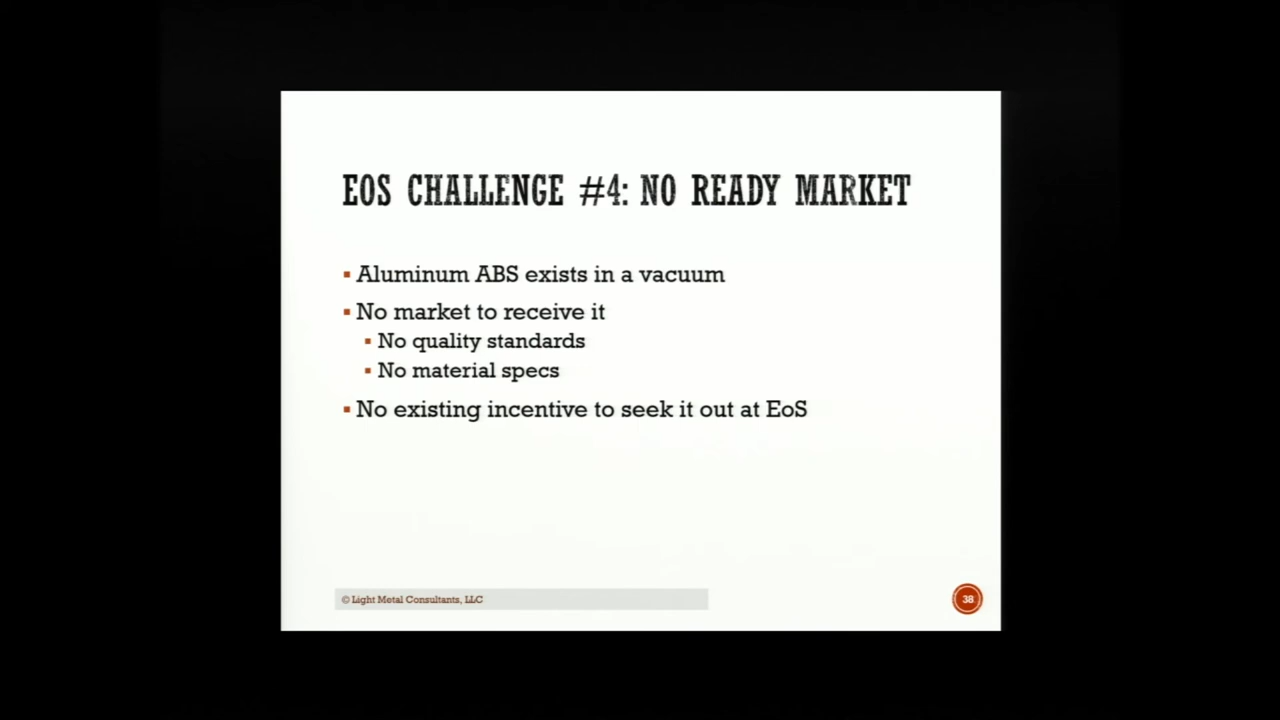 EOS CHALLENGE #4: NO READY MARKET
Aluminum ABS exists in a vacuum
No market to receive it
No quality standards
No material specs
No existing incentive to seek it out at EoS
© Light Metal Consultants, LLC
38